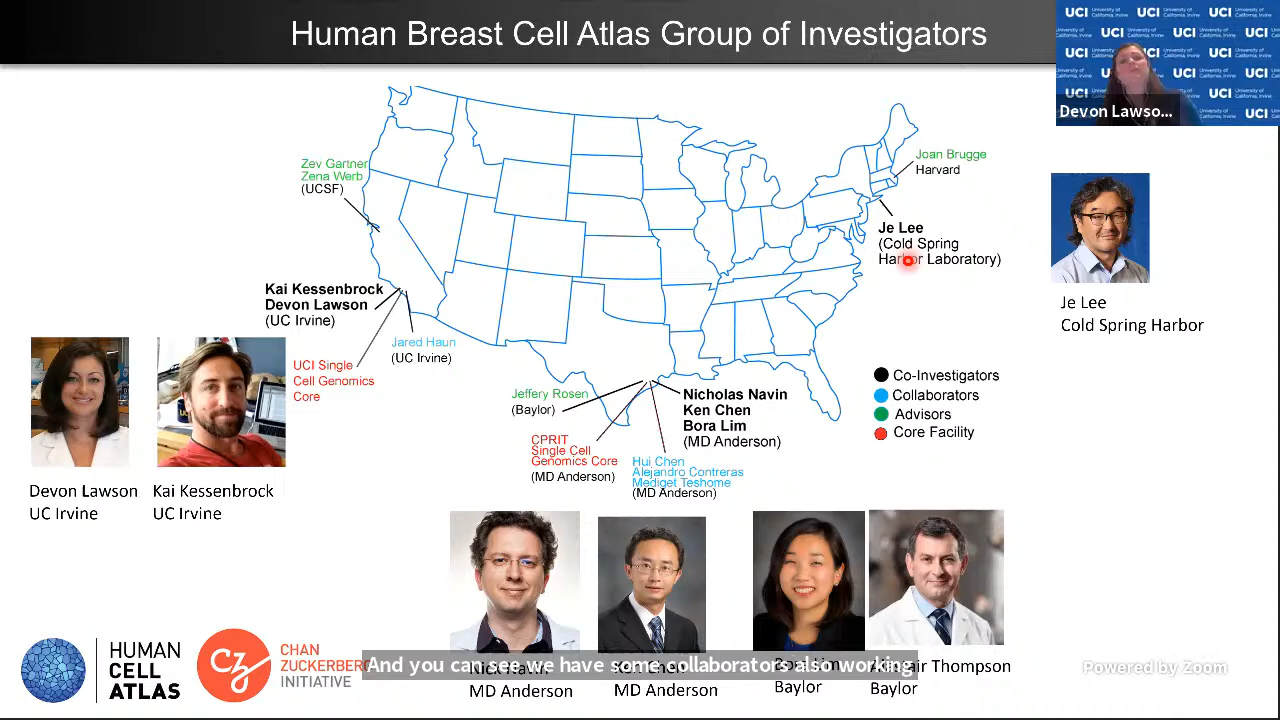 Human Breast Cell Atlas Group of Investigators
UCI University of California, Irvine
Devon Lawso...
Zev Gartner
Zena Werb
(UCSF)
Joan Brugge
Harvard
Je Lee
(Cold Spring
Harbor Laboratory)
Je Lee
Cold Spring Harbor
Kai Kessenbrock
Devon Lawson
(UC Irvine)
Jared Haun
(UC Irvine)
UCI Single
Cell Genomics
Core
Jeffery Rosen
(Baylor)
Nicholas Navin
Ken Chen
Bora Lim
(MD Anderson)
CPRIT
Single Cell
Genomics Core
(MD Anderson)
Hui Chen
Alejandro Contreras
Mediget Teshome
(MD Anderson)
Co-Investigators
Collaborators
Advisors
Core Facility
Devon Lawson
UC Irvine
Kai Kessenbrock
UC Irvine
And you can see, we have some collaborators also working
Thompson
MD Anderson
MD Anderson
Baylor
Baylor
HUMAN
CELL
ATLAS
CZ
CHAN
ZUCKERBERG
INITIATIVE
Powered by Zoom